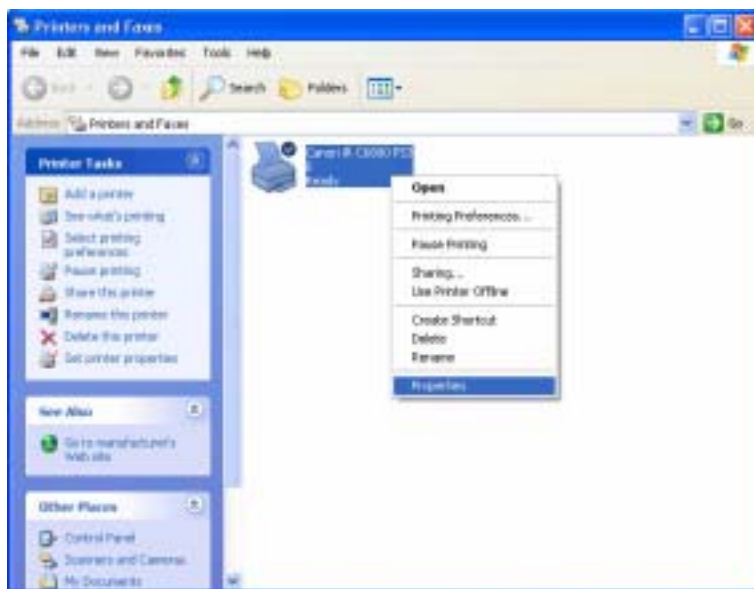 Printers and Faxes
File Edit View Favorites Tools Help
Back Search Folders
Address Printers and Faxes Go
Printer Tasks
Add a printer
See what's printing
Select printing
preferences
Pause printing
Share this printer
Rename this printer
Delete this printer
Set printer properties
See Also
Go to manufacturer's
Web site
Other Places
Control Panel
Scanners and Cameras
My Documents
Canon iR PS3
Ready
Open
Printing Preferences...
Pause Printing
Sharing...
Use Printer Offline
Create Shortcut
Delete
Rename
Properties